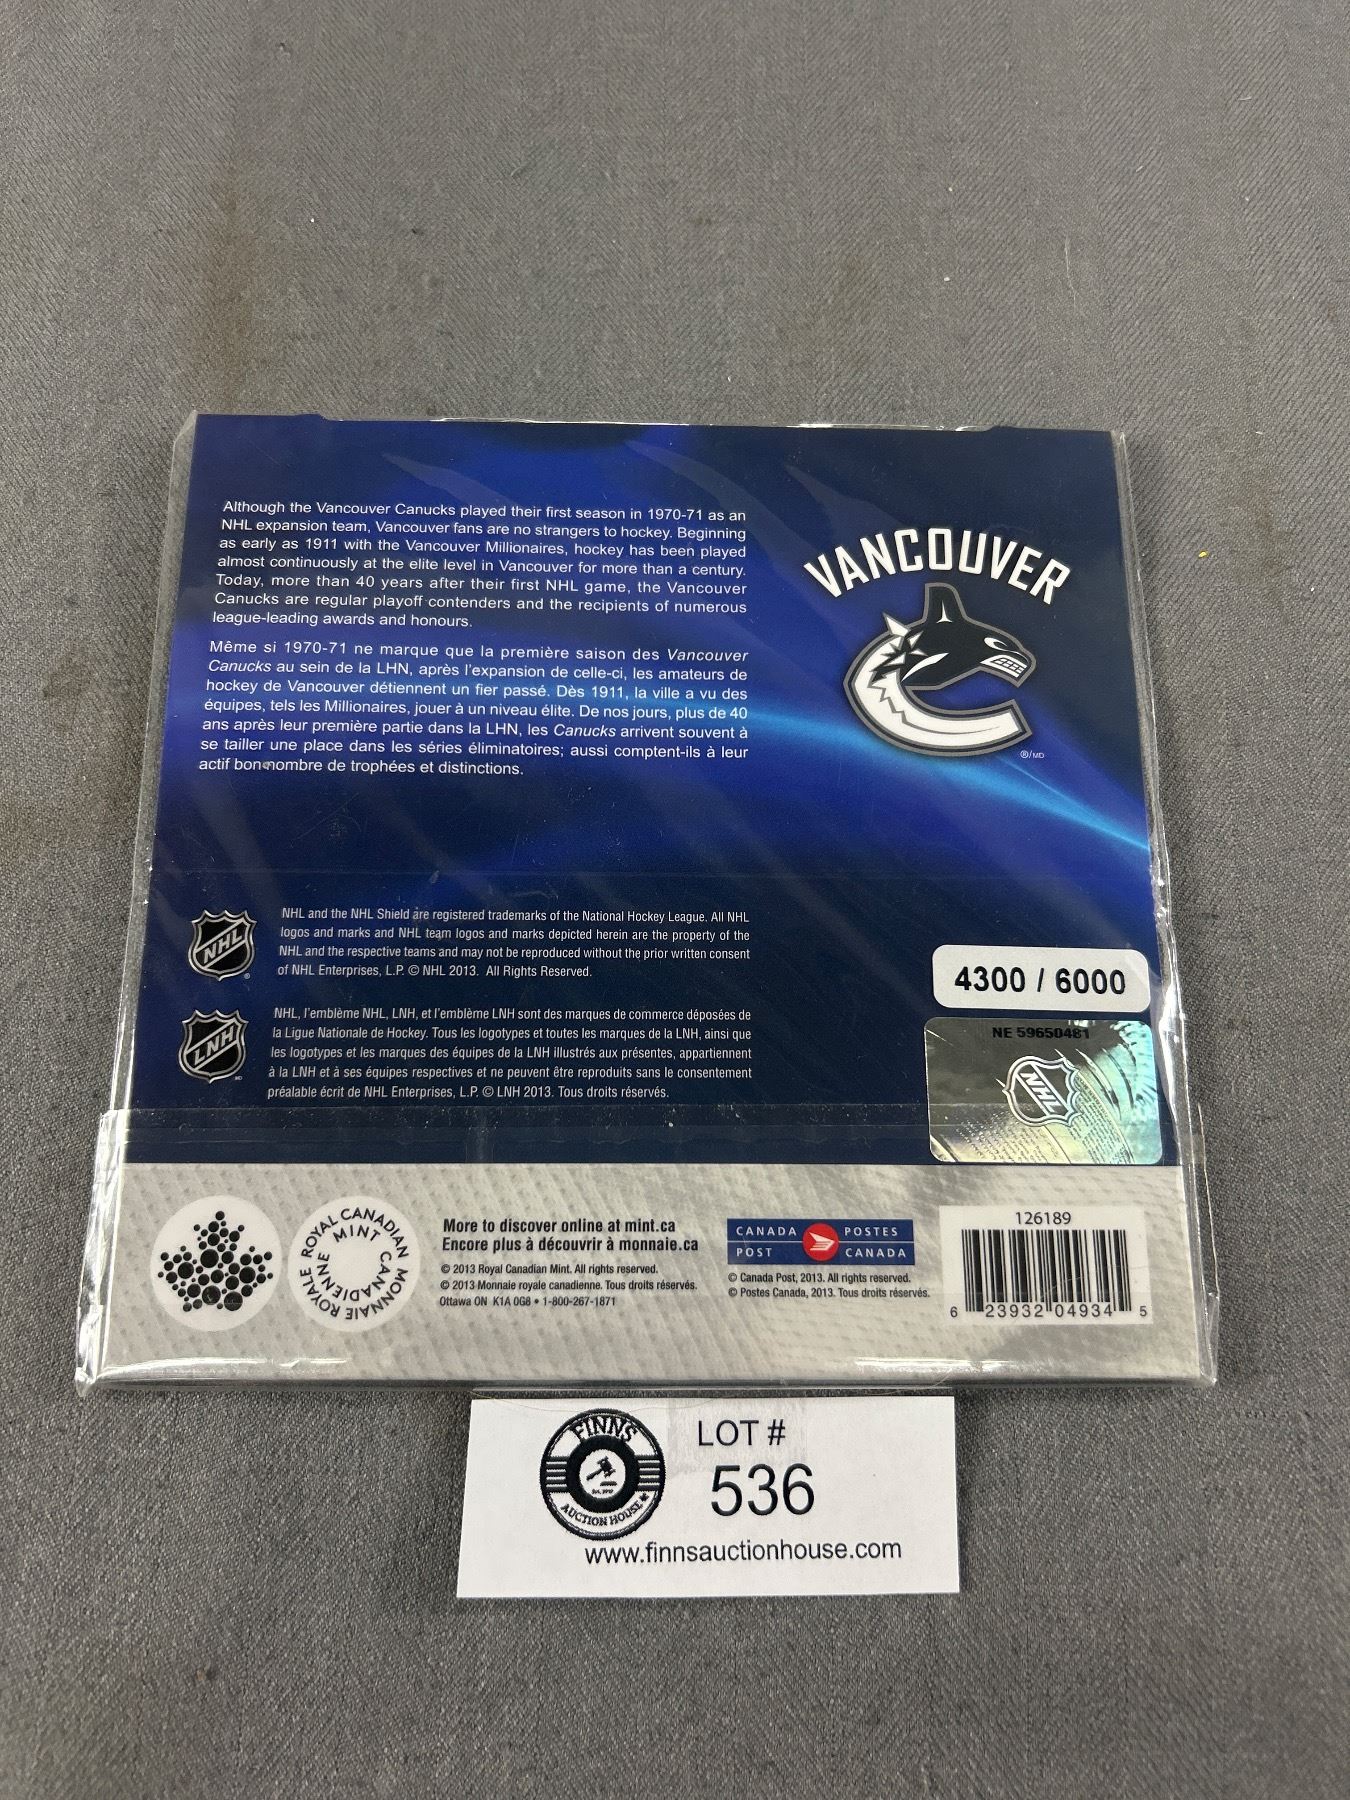 Although the Vancouver Canucks played their first season in 1970-71 as an
NHL expansion team, Vancouver fans are no strangers to hockey. Beginning
as early as 1911 with the Vancouver Millionaires, hockey has been played
almost continuously at the elite level in Vancouver for more than a century.
Today, more than 40 years after their first NHL game, the Vancouver
Canucks are regular playoff contenders and the recipients of numerous
league-leading awards and honours.
Même si 1970-71 ne marque que la première saison des Vancouver
Canucks au sein de la LHN, après l'expansion de celle-ci, les amateurs de
hockey de Vancouver détiennent un fier passé. Dès 1911, la ville a vu des
équipes, tels les Millionaires, jouer à un niveau élite. De nos jours, plus de 40
ans après leur première partie dans la LHN, les Canucks arrivent souvent à
se tailler une place dans les séries éliminatoires; aussi comptent-ils à leur
actif bon nombre de trophées et distinctions.
VANCOUVER
®/MD
NHL
®
NHL and the NHL Shield are registered trademarks of the National Hockey League. All NHL
logos and marks and NHL team logos and marks depicted herein are the property of the
NHL and the respective teams and may not be reproduced without the prior written consent
of NHL Enterprises, L.P. © NHL 2013. All Rights Reserved.
LNH
MD
NHL, l'emblème NHL, LNH, et l'emblème LNH sont des marques de commerce déposées de
la Ligue Nationale de Hockey. Tous les logotypes et toutes les marques de la LNH, ainsi que
les logotypes et les marques des équipes de la LNH illustrés aux présentes, appartiennent
à la LNH et à ses équipes respectives et ne peuvent être reproduits sans le consentement
préalable écrit de NHL Enterprises, L.P. © LNH 2013. Tous droits réservés.
4300 / 6000
NE 59650481
NHL
ROYAL CANADIAN MINT
MONNAIE ROYALE CANADIENNE
More to discover online at mint.ca
Encore plus à découvrir à monnaie.ca
© 2013 Royal Canadian Mint. All rights reserved.
© 2013 Monnaie royale canadienne. Tous droits réservés.
Ottawa ON K1A 0G8 • 1-800-267-1871
CANADA POSTES
POST CANADA
© Canada Post, 2013. All rights reserved.
© Postes Canada, 2013. Tous droits réservés.
126189
6 23932 04934 5
FINNS
AUCTION HOUSE
LOT #
536
www.finnsauctionhouse.com